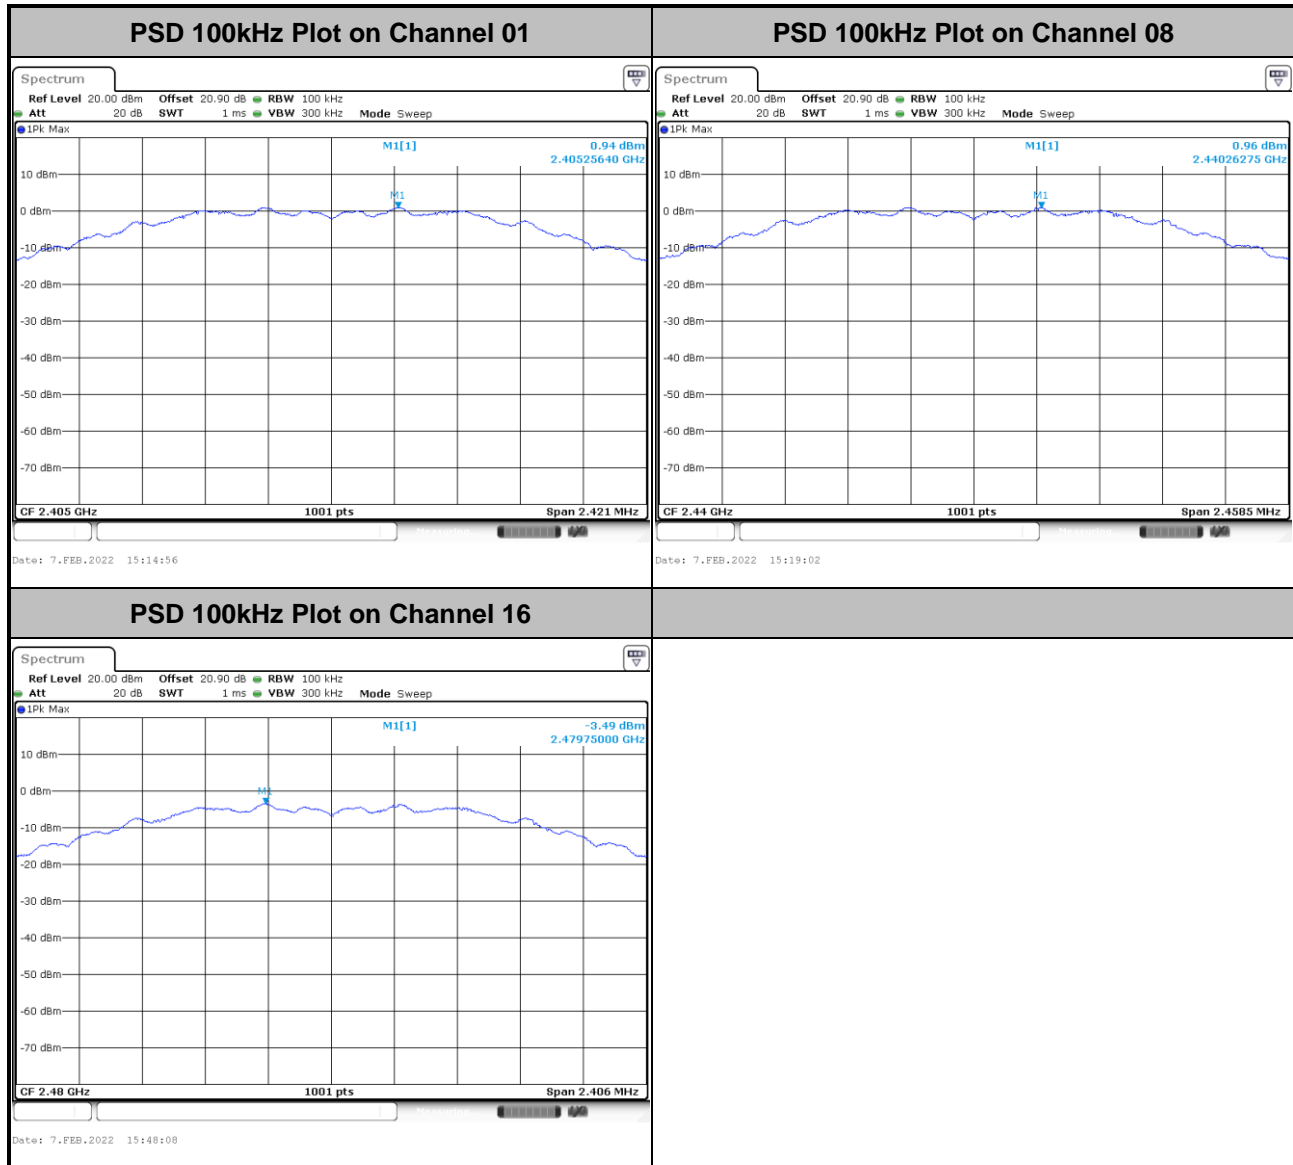 PSD 100kHz Plot on Channel 01
Spectrum
Ref Level 20.00 dBm Offset 20.90 dB RBW 100 kHz
Att 20 dB SWT 1 ms VBW 300 kHz Mode Sweep
1Pk Max
M1[1] 0.94 dBm
2.40525640 GHz
10 dBm
M1
0 dBm
-10 dBm
-20 dBm
-30 dBm
-40 dBm
-50 dBm
-60 dBm
-70 dBm
CF 2.405 GHz 1001 pts Span 2.421 MHz
Measuring
Date: 7.FEB.2022 15:14:56
PSD 100kHz Plot on Channel 08
Spectrum
Ref Level 20.00 dBm Offset 20.90 dB RBW 100 kHz
Att 20 dB SWT 1 ms VBW 300 kHz Mode Sweep
1Pk Max
M1[1] 0.96 dBm
2.44026275 GHz
10 dBm
M1
0 dBm
-10 dBm
-20 dBm
-30 dBm
-40 dBm
-50 dBm
-60 dBm
-70 dBm
CF 2.44 GHz 1001 pts Span 2.4585 MHz
Measuring
Date: 7.FEB.2022 15:19:02
PSD 100kHz Plot on Channel 16
Spectrum
Ref Level 20.00 dBm Offset 20.90 dB RBW 100 kHz
Att 20 dB SWT 1 ms VBW 300 kHz Mode Sweep
1Pk Max
M1[1] -3.49 dBm
2.47975000 GHz
10 dBm
0 dBm
M1
-10 dBm
-20 dBm
-30 dBm
-40 dBm
-50 dBm
-60 dBm
-70 dBm
CF 2.48 GHz 1001 pts Span 2.406 MHz
Measuring
Date: 7.FEB.2022 15:48:08